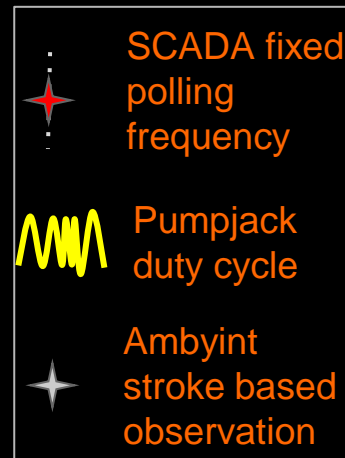 SCADA fixed
polling
frequency
Pumpjack
duty cycle
Ambyint
stroke based
observation